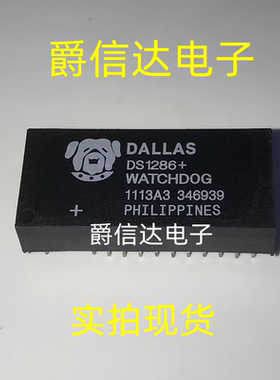 爵信达电子
DALLAS
DS1286+
WATCHDOG
1113A3 346939
+ PHILIPPINES
爵信达电子
实拍现货